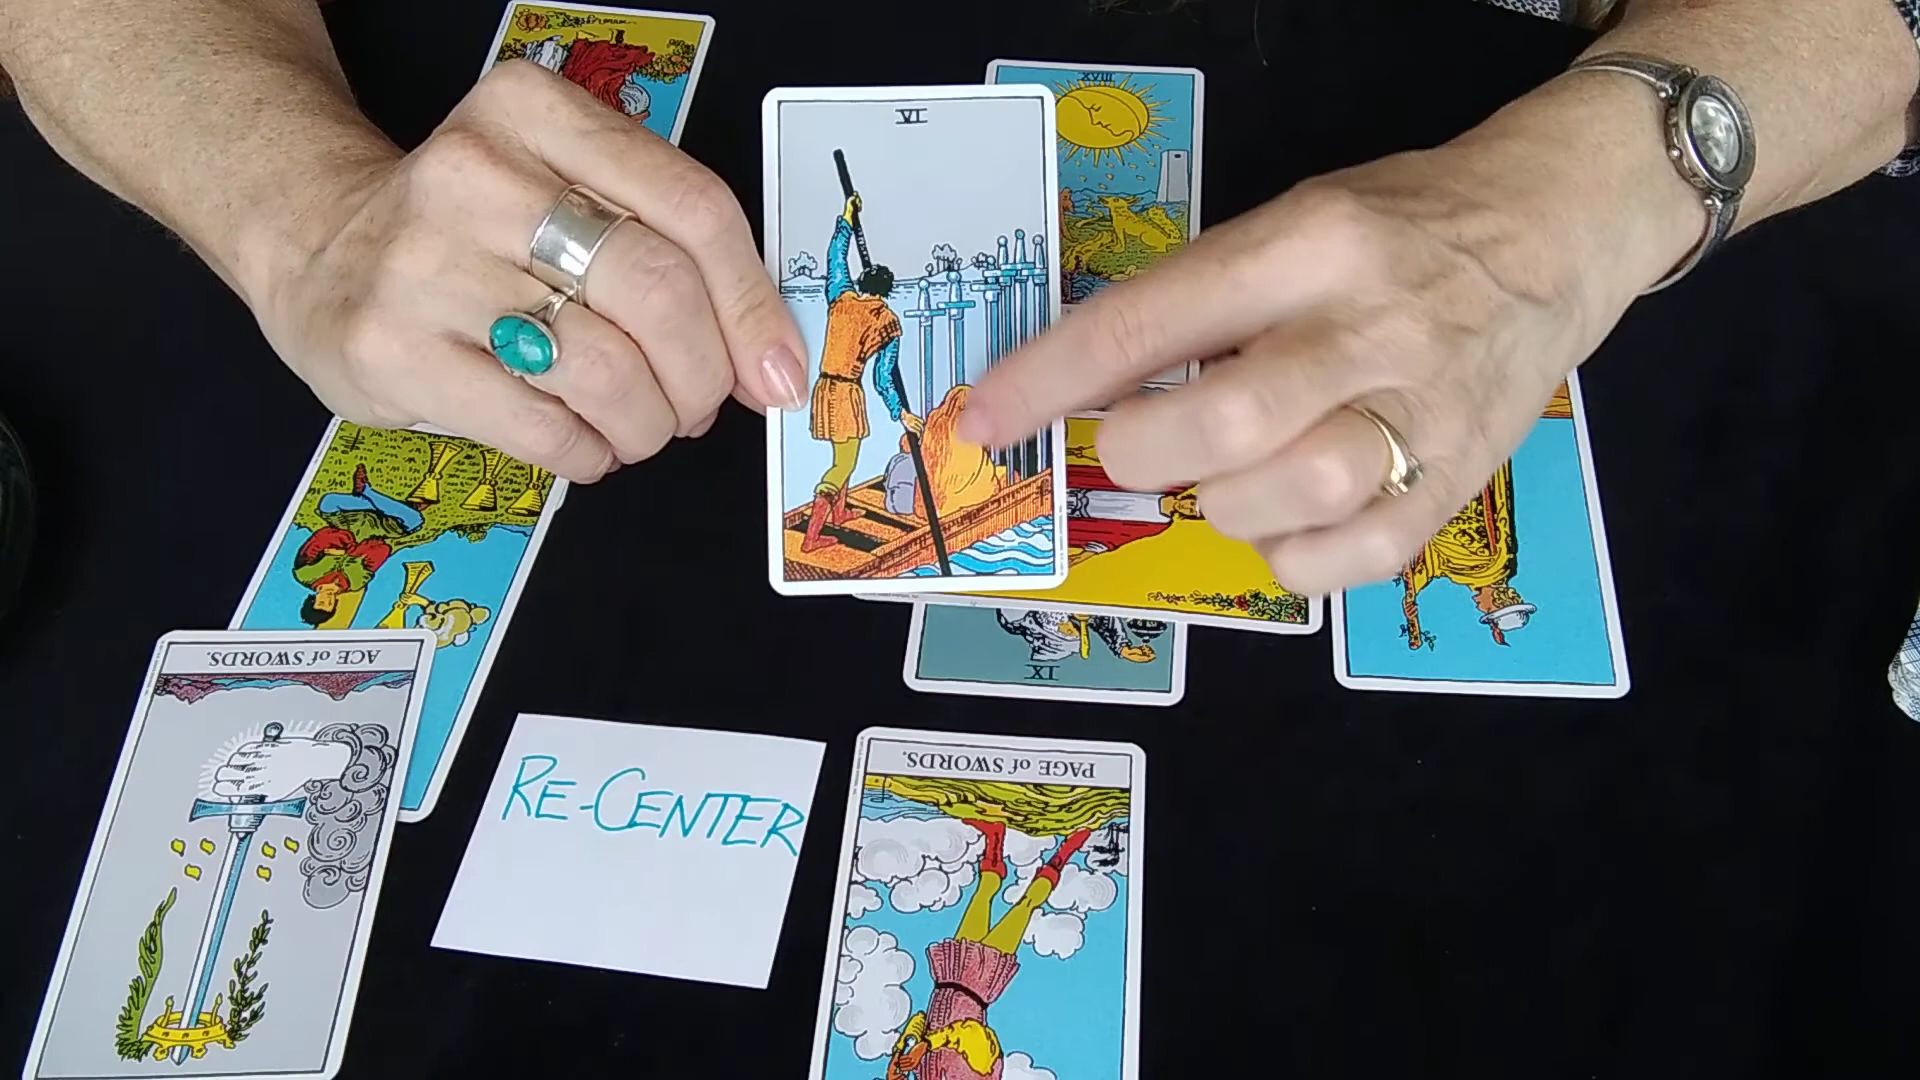 XVIII
VI
IX
ACE of SWORDS.
RE-CENTER
PAGE of SWORDS.